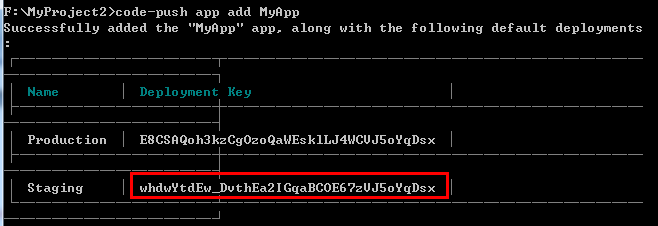 F:\MyProject2>code-push app add MyApp
Successfully added the "MyApp" app, along with the following default deployments
:
Name Deployment Key
Production E8CSAQoh3kzCgOzoQaWEsklLJ4WCVJ5oYqDsx
Staging whdwYtdEw_DvthEa2IGqaBCOE67zVJ5oYqDsx